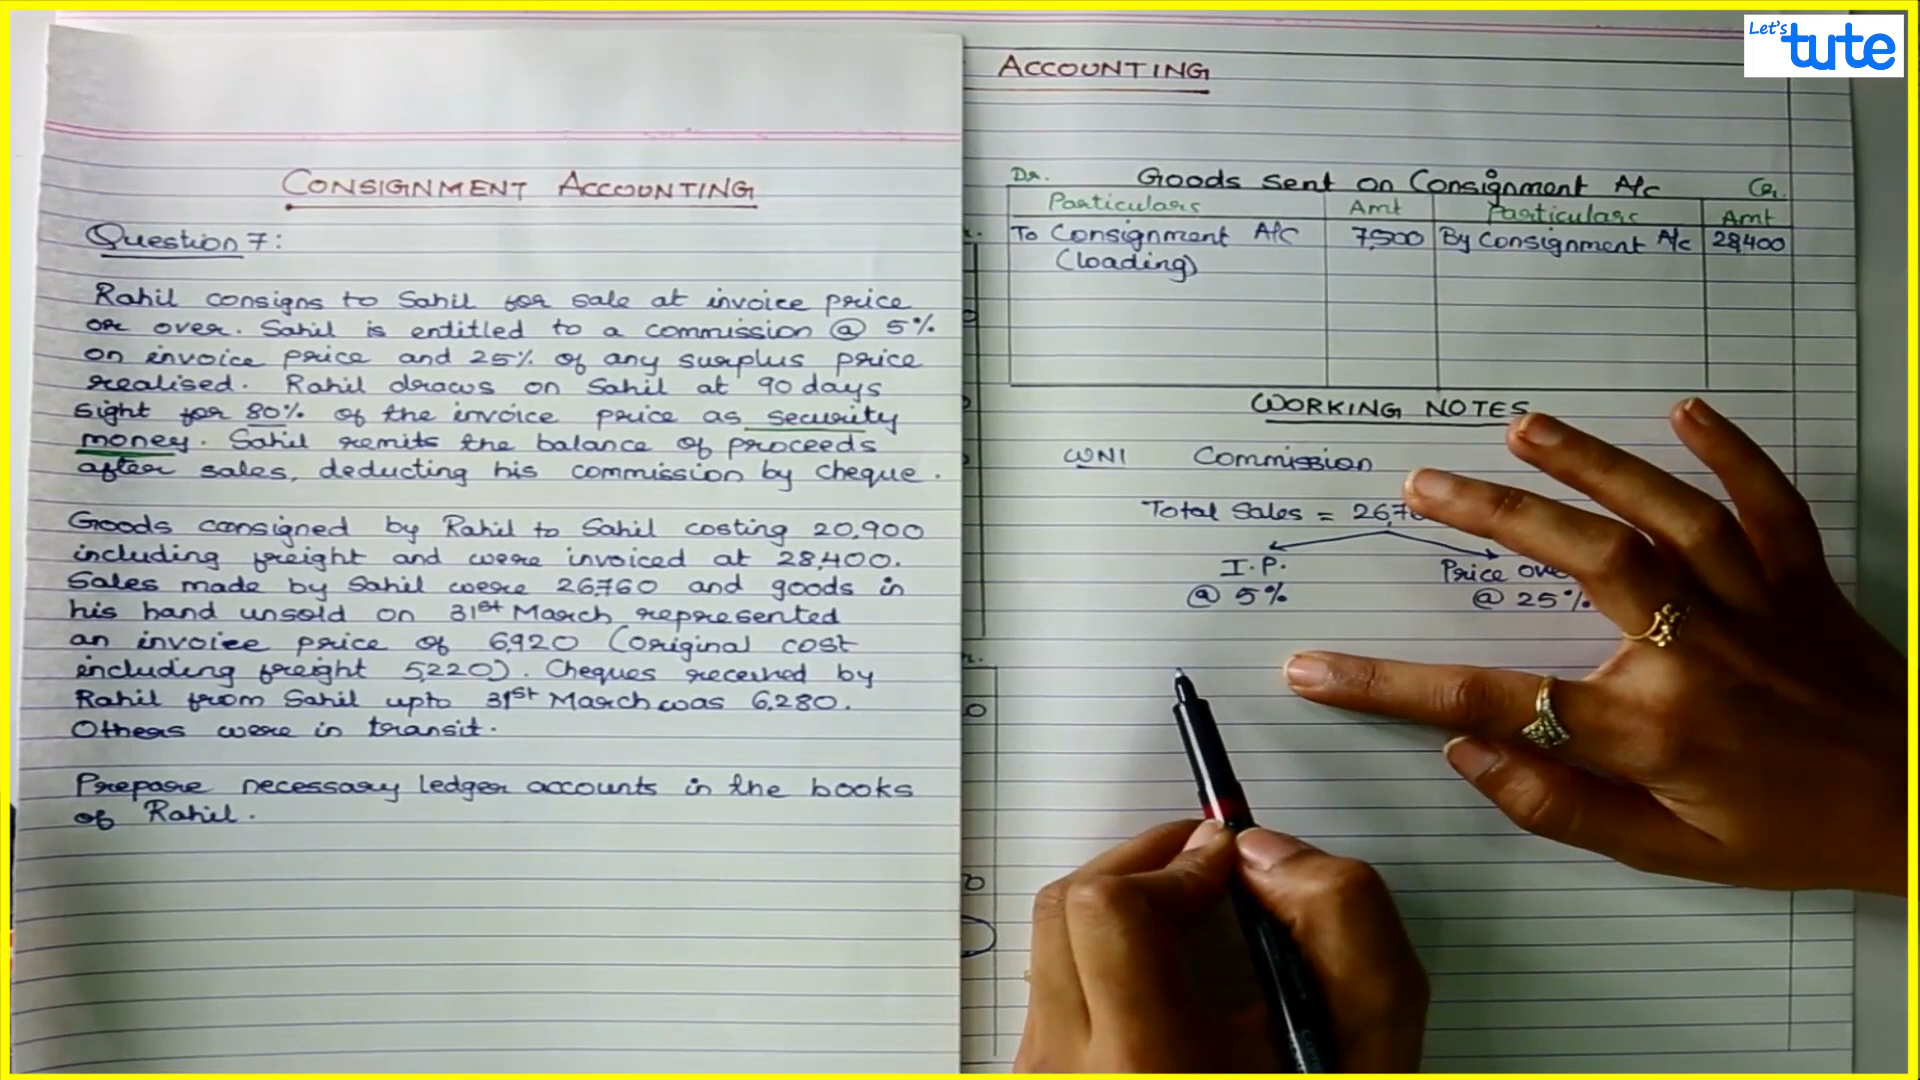 Let's tute
CONSIGNMENT ACCOUNTING
Question 7:
Rahil consigns to Sahil for sale at invoice price
or over. Sahil is entitled to a commission @ 5%
on invoice price and 25% of any surplus price
realised. Rahil draws on Sahil at 90 days
sight for 80% of the invoice price as security
money. Sahil remits the balance of proceeds
after sales, deducting his commission by cheque.
Goods consigned by Rahil to Sahil costing 20,900
including freight and were invoiced at 28,400.
Sales made by Sahil were 26,760 and goods in
his hand unsold on 31st March represented
an invoice price of 6,920 (original cost
including freight 5,220). Cheques received by
Rahil from Sahil upto 31st March was 6,280.
Others were in transit.
Prepare necessary ledger accounts in the books
of Rahil.
ACCOUNTING
Dr. Goods sent on Consignment A/c Cr.
Particulars Amt Particulars Amt
To Consignment A/c 7,500 By Consignment A/c 28,400
(loading)
WORKING NOTES
WN1 Commission
Total Sales =
I.P. Price
@ 5% @ 25%